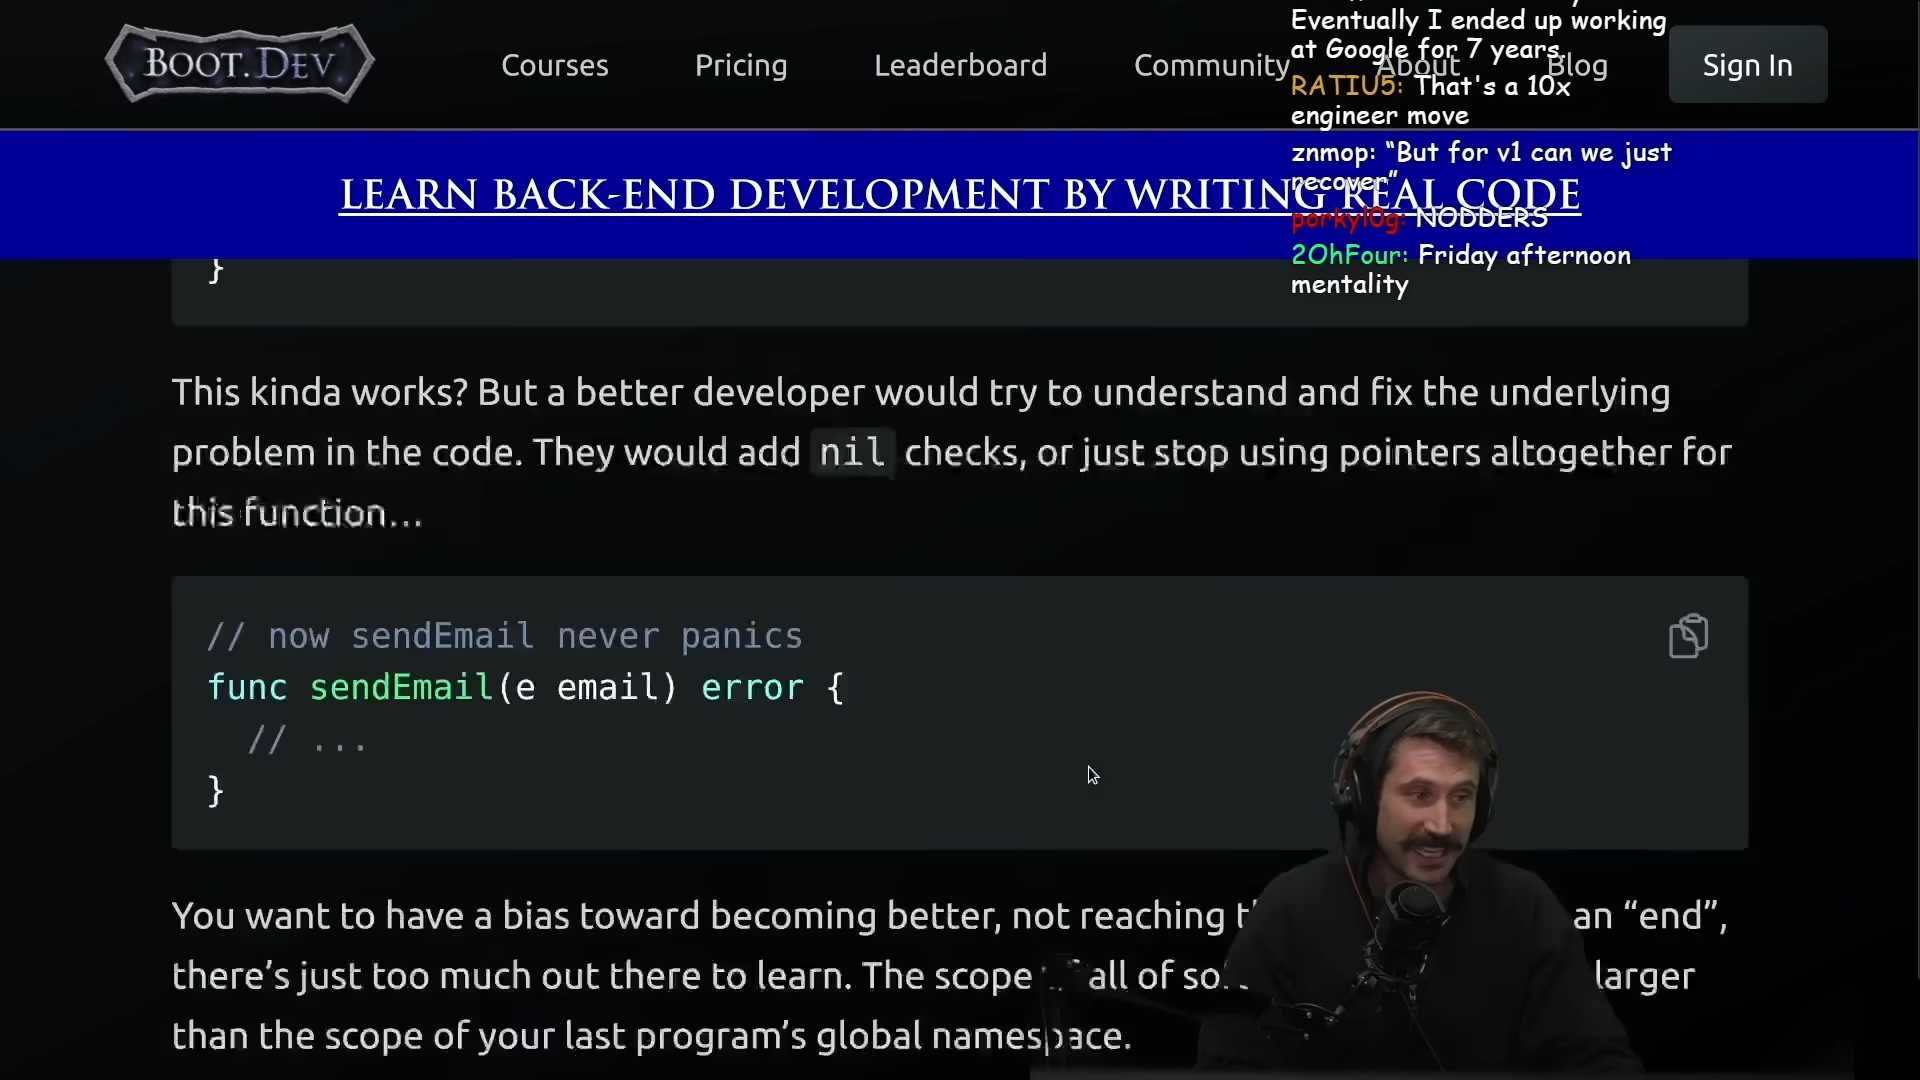 BOOT.DEV
Courses
Pricing
Leaderboard
Community
About
Blog
Sign In
Eventually I ended up working
at Google for 7 years.
RATIU5: That's a 10x
engineer move
znmop: “But for v1 can we just
recover”
porkyl0g: NODDERS
2OhFour: Friday afternoon
mentality
LEARN BACK-END DEVELOPMENT BY WRITING REAL CODE
}
This kinda works? But a better developer would try to understand and fix the underlying
problem in the code. They would add nil checks, or just stop using pointers altogether for
this function...
// now sendEmail never panics
func sendEmail(e email) error {
// ...
}
You want to have a bias toward becoming better, not reaching an “end”,
there’s just too much out there to learn. The scope all of larger
than the scope of your last program’s global namespace.